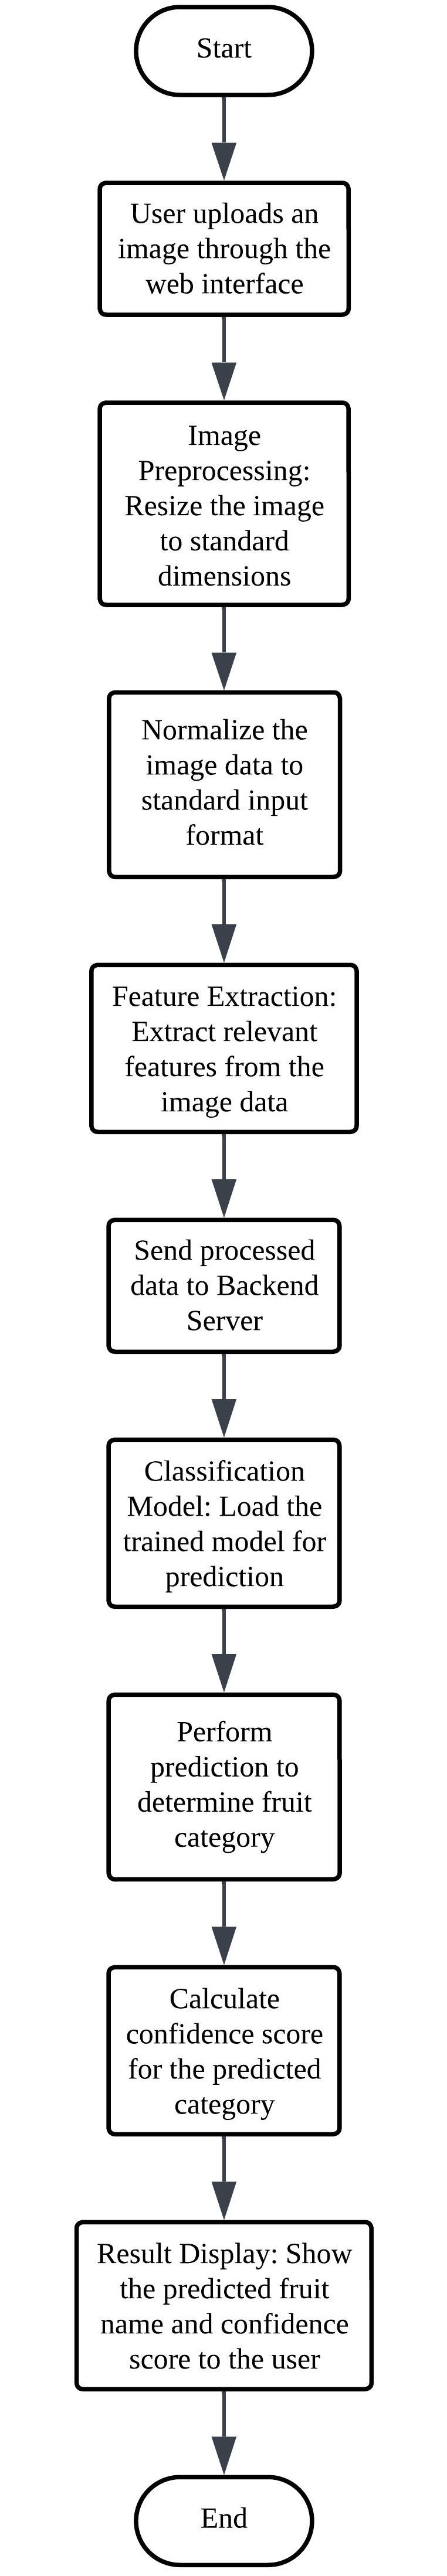 Start
User uploads an
image through the
web interface
Image
Preprocessing:
Resize the image
to standard
dimensions
Normalize the
image data to
standard input
format
Feature Extraction:
Extract relevant
features from the
image data
Send processed
data to Backend
Server
Classification
Model: Load the
trained model for
prediction
Perform
prediction to
determine fruit
category
Calculate
confidence score
for the predicted
category
Result Display: Show
the predicted fruit
name and confidence
score to the user
End